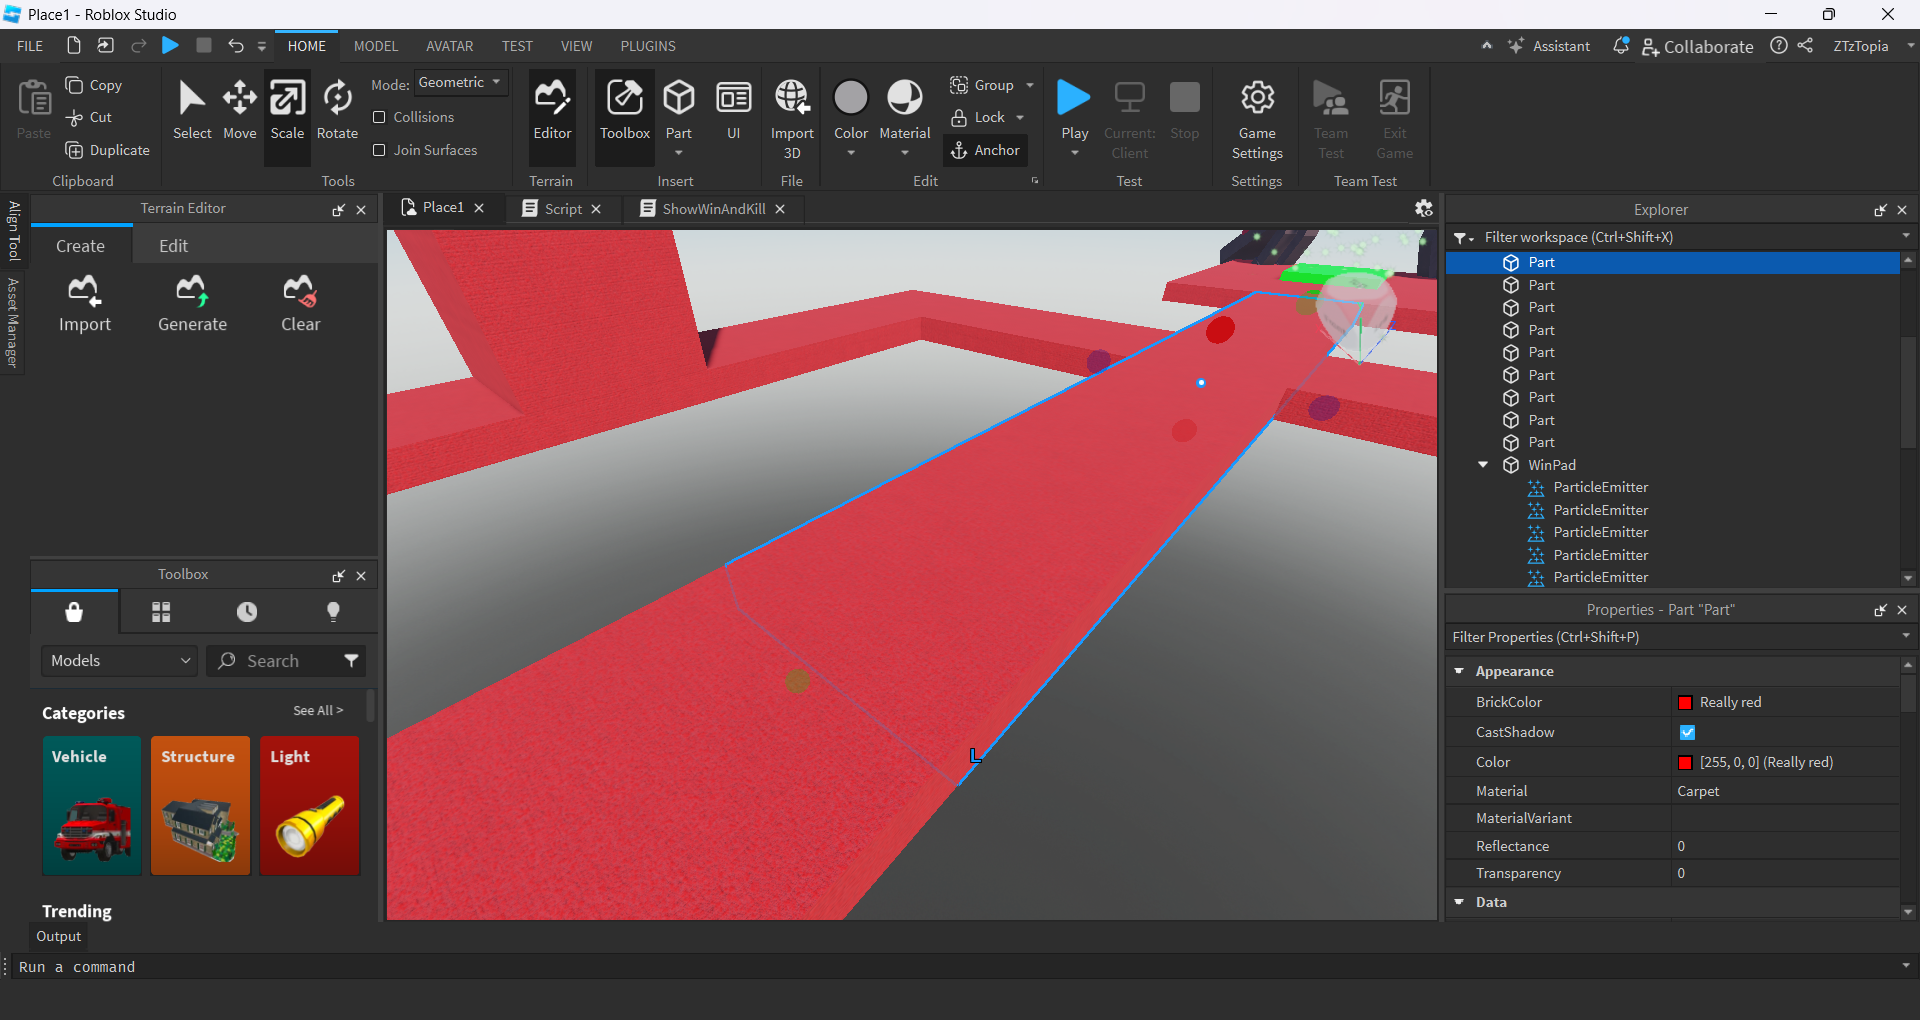 Place1 - Roblox Studio
FILE
HOME
MODEL
AVATAR
TEST
VIEW
PLUGINS
Assistant
Collaborate
ZTzTopia
Paste
Copy
Cut
Duplicate
Clipboard
Select
Move
Scale
Rotate
Mode: Geometric
Collisions
Join Surfaces
Tools
Editor
Terrain
Toolbox
Part
UI
Insert
Import 3D
File
Color
Material
Group
Lock
Anchor
Edit
Play
Current: Client
Stop
Test
Game Settings
Settings
Team Test
Exit Game
Team Test
Align Tool
Asset Manager
Terrain Editor
Create
Edit
Import
Generate
Clear
Toolbox
Models
Search
Categories
See All >
Vehicle
Structure
Light
Trending
Output
Run a command
Place1
Script
ShowWinAndKill
Explorer
Filter workspace (Ctrl+Shift+X)
Part
Part
Part
Part
Part
Part
Part
Part
Part
WinPad
ParticleEmitter
ParticleEmitter
ParticleEmitter
ParticleEmitter
ParticleEmitter
Properties - Part "Part"
Filter Properties (Ctrl+Shift+P)
Appearance
BrickColor Really red
CastShadow
Color [255, 0, 0] (Really red)
Material Carpet
MaterialVariant
Reflectance 0
Transparency 0
Data